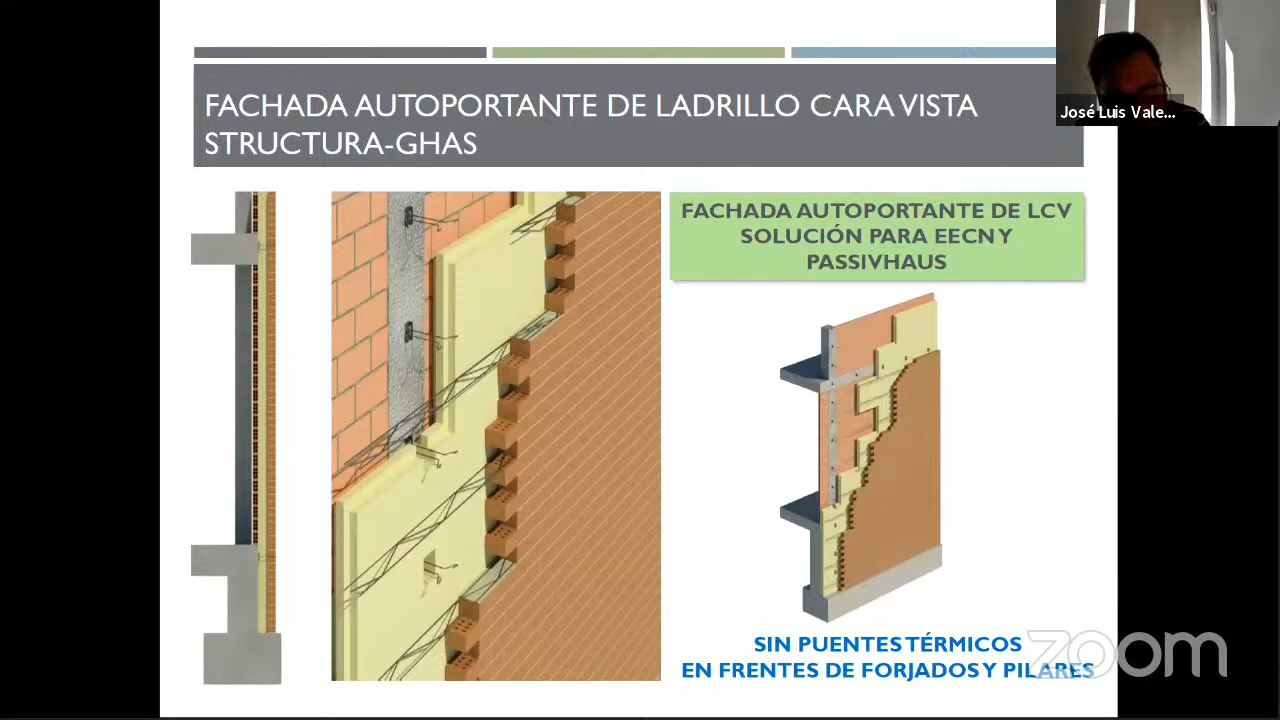 FACHADA AUTOPORTANTE DE LADRILLO CARA VISTA
STRUCTURA-GHAS
José Luis Vale...
FACHADA AUTOPORTANTE DE LCV
SOLUCIÓN PARA EECN Y
PASSIVHAUS
SIN PUENTES TÉRMICOS
EN FRENTES DE FORJADOS Y PILARES
zoom